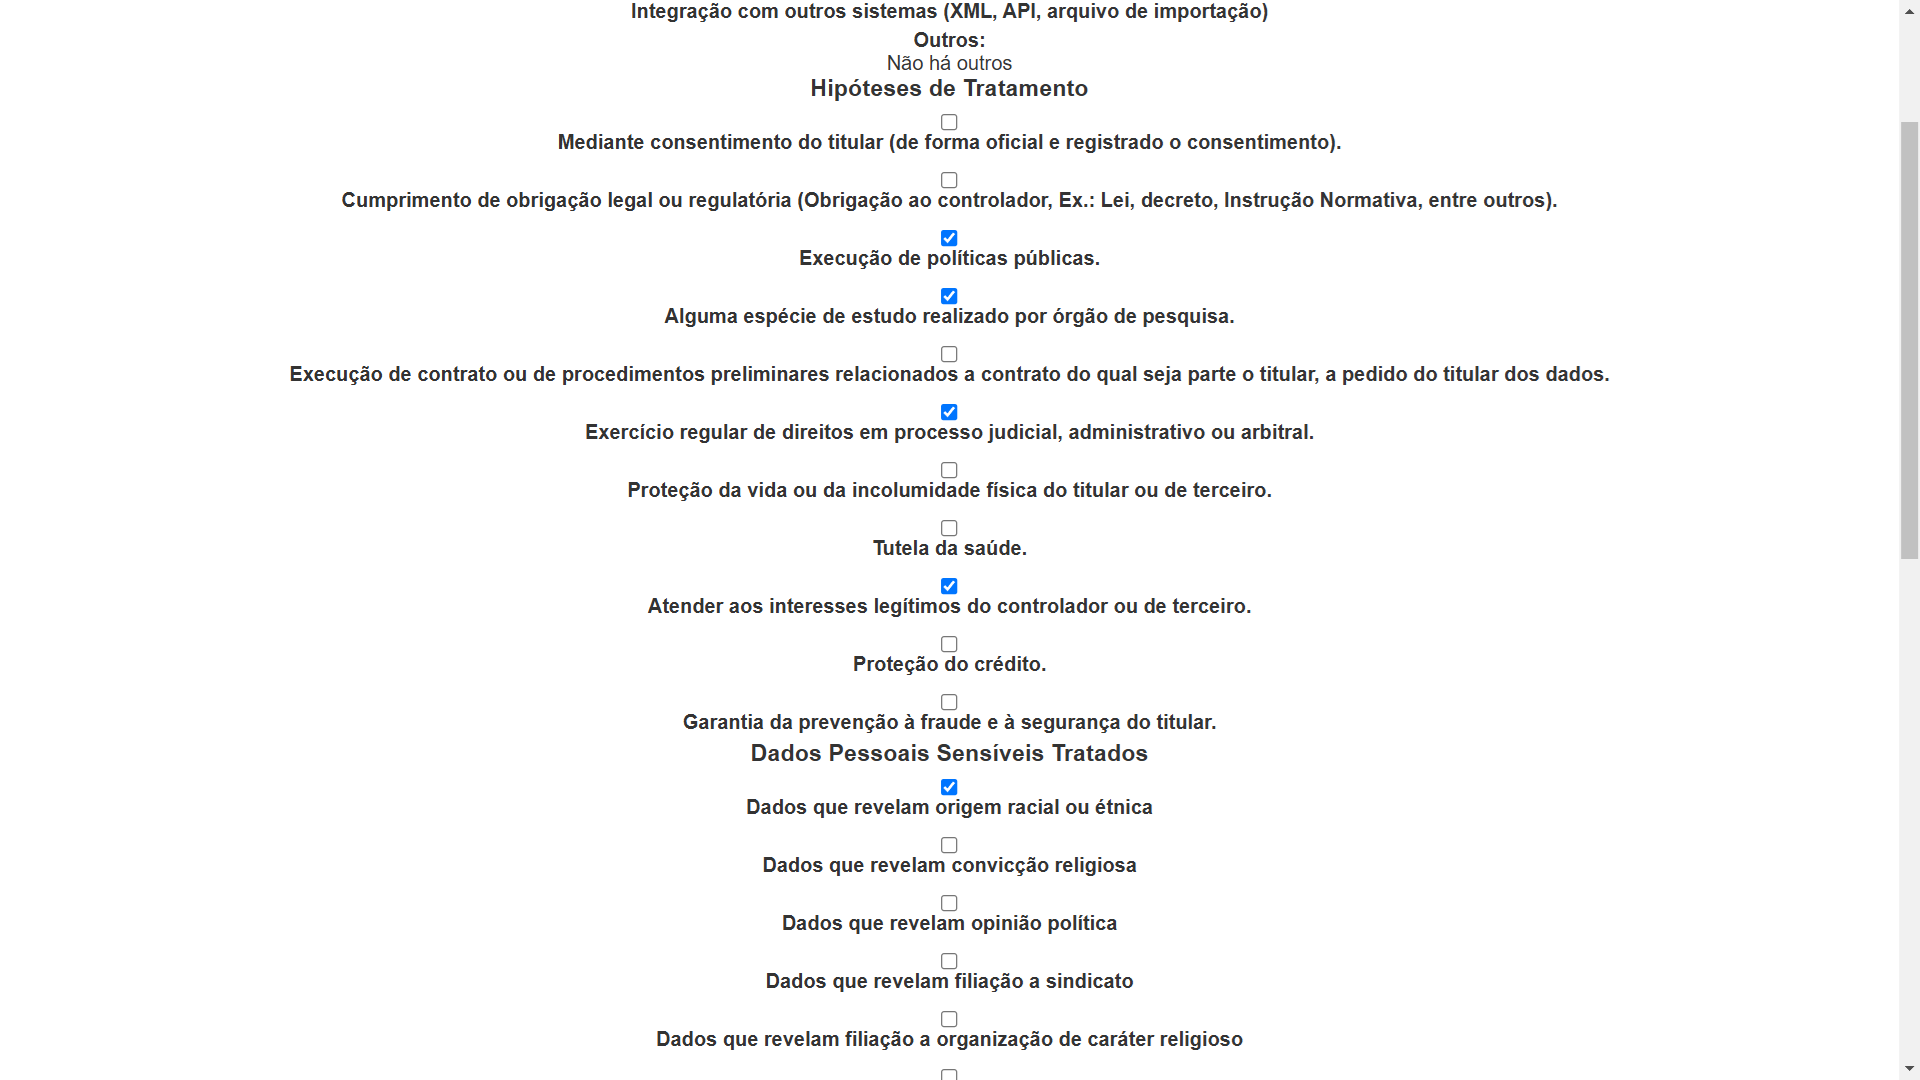 Integração com outros sistemas (XML, API, arquivo de importação)
Outros:
Não há outros
Hipóteses de Tratamento
Mediante consentimento do titular (de forma oficial e registrado o consentimento).
Cumprimento de obrigação legal ou regulatória (Obrigação ao controlador, Ex.: Lei, decreto, Instrução Normativa, entre outros).
Execução de políticas públicas.
Alguma espécie de estudo realizado por órgão de pesquisa.
Execução de contrato ou de procedimentos preliminares relacionados a contrato do qual seja parte o titular, a pedido do titular dos dados.
Exercício regular de direitos em processo judicial, administrativo ou arbitral.
Proteção da vida ou da incolumidade física do titular ou de terceiro.
Tutela da saúde.
Atender aos interesses legítimos do controlador ou de terceiro.
Proteção do crédito.
Garantia da prevenção à fraude e à segurança do titular.
Dados Pessoais Sensíveis Tratados
Dados que revelam origem racial ou étnica
Dados que revelam convicção religiosa
Dados que revelam opinião política
Dados que revelam filiação a sindicato
Dados que revelam filiação a organização de caráter religioso